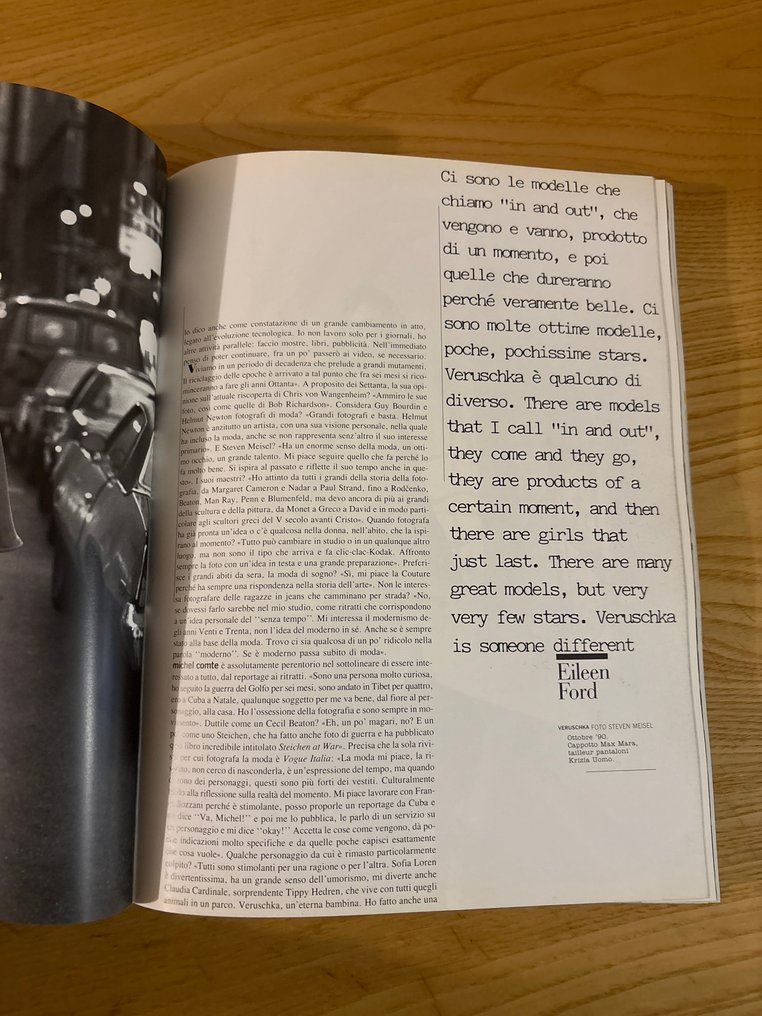 lo dico anche come constatazione di un grande cambiamento in atto,
legato all'evoluzione tecnologica. Io non lavoro solo per i giornali, ho
altre attività parallele: faccio mostre, libri, pubblicità. Nell'immediato
penso di poter continuare, fra un po' passerò ai video, se necessario.
Viviamo in un periodo di decadenza che prelude a grandi mutamenti.
Il riciclaggio delle epoche è arrivato a tal punto che fra sei mesi si rico-
minceranno a fare gli anni Ottanta». A proposito dei Settanta, la sua opi-
nione sull'attuale riscoperta di Chris von Wangenheim? «Ammiro le sue
foto, così come quelle di Bob Richardson». Considera Guy Bourdin e
Helmut Newton fotografi di moda? «Grandi fotografi e basta. Helmut
Newton è anzitutto un artista, con una sua visione personale, nella quale
ha incluso la moda, anche se non rappresenta senz'altro il suo interesse
primario». E Steven Meisel? «Ha un enorme senso della moda, un otti-
mo occhio, un grande talento. Mi piace seguire quello che fa perché lo
fa molto bene. Si ispira al passato e riflette il suo tempo anche in que-
sto». I suoi maestri? «Ho attinto da tutti i grandi della storia della foto-
grafia, da Margaret Cameron e Nadar a Paul Strand, fino a Rodčenko,
Beaton, Man Ray, Penn e Blumenfeld, ma devo ancora di più ai grandi
della scultura e della pittura, da Monet a Greco a David e in modo parti-
colare agli scultori greci del V secolo avanti Cristo». Quando fotografa
ha già pronta un'idea o c'è qualcosa nella donna, nell'abito, che la ispi-
rano al momento? «Tutto può cambiare in studio o in un qualunque altro
luogo, ma non sono il tipo che arriva e fa clic-clac-Kodak. Affronto
sempre la foto con un'idea in testa e una grande preparazione». Preferi-
sce i grandi abiti da sera, la moda di sogno? «Sì, mi piace la Couture
perché ha sempre una rispondenza nella storia dell'arte». Non le interes-
sa fotografare delle ragazze in jeans che camminano per strada? «No,
se dovessi farlo sarebbe nel mio studio, come ritratti che corrispondono
a un'idea personale del "senza tempo". Mi interessa il modernismo de-
gli anni Venti e Trenta, non l'idea del moderno in sé. Anche se è sempre
stato alla base della moda. Trovo ci sia qualcosa di un po' ridicolo nella
parola "moderno". Se è moderno passa subito di moda».
michel comte è assolutamente perentorio nel sottolineare di essere inte-
ressato a tutto, dal reportage ai ritratti. «Sono una persona molto curiosa,
ho seguito la guerra del Golfo per sei mesi, sono andato in Tibet per quattro,
ero a Cuba a Natale, qualunque soggetto per me va bene, dal fiore al per-
sonaggio, alla casa. Ho l'ossessione della fotografia e sono sempre in mo-
vimento». Duttile come un Cecil Beaton? «Eh, un po' magari, no? E un
po' come uno Steichen, che ha fatto anche foto di guerra e ha pubblicato
libro incredibile intitolato Steichen at War». Precisa che la sola rivi-
per cui fotografa la moda è Vogue Italia: «La moda mi piace, la ri-
non cerco di nasconderla, è un'espressione del tempo, ma quando
sono dei personaggi, questi sono più forti dei vestiti. Culturalmente
alla riflessione sulla realtà del momento. Mi piace lavorare con Fran-
Sozzani perché è stimolante, posso proporle un reportage da Cuba e
dice "Va, Michel!" e poi me lo pubblica, le parlo di un servizio su
personaggio e mi dice "okay!" Accetta le cose come vengono, dà po-
indicazioni molto specifiche e da quelle poche capisci esattamente
cosa vuole». Qualche personaggio da cui è rimasto particolarmente
colpito? «Tutti sono stimolanti per una ragione o per l'altra. Sofia Loren
è divertentissima, ha un grande senso dell'umorismo, mi diverte anche
Claudia Cardinale, sorprendente Tippy Hedren, che vive con tutti quegli
animali in un parco. Veruschka, un'eterna bambina. Ho fatto anche una
Ci sono le modelle che
chiamo "in and out", che
vengono e vanno, prodotto
di un momento, e poi
quelle che dureranno
perché veramente belle. Ci
sono molte ottime modelle,
poche, pochissime stars.
Veruschka è qualcuno di
diverso. There are models
that I call "in and out",
they come and they go,
they are products of a
certain moment, and then
there are girls that
just last. There are many
great models, but very
very few stars. Veruschka
is someone different
Eileen
Ford
VERUSCHKA FOTO STEVEN MEISEL
Ottobre '90.
Cappotto Max Mara,
tailleur pantaloni
Krizia Uomo.